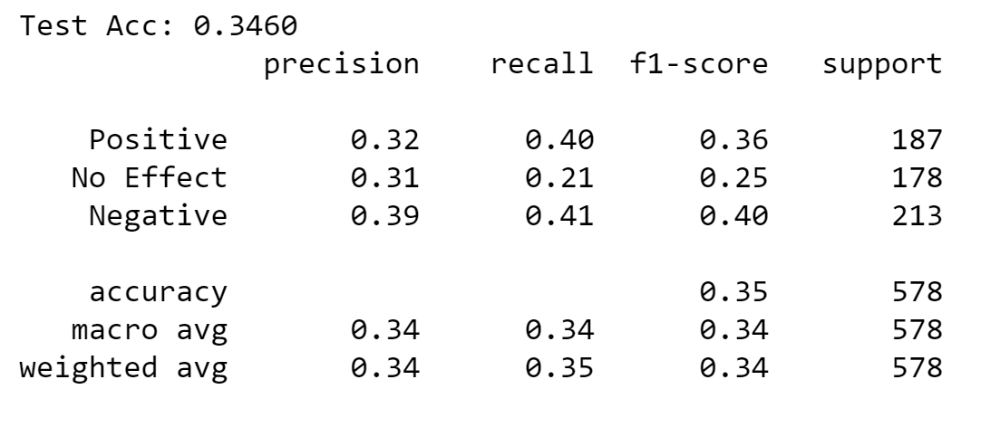 Test Acc: 0.3460
precision recall f1-score support
Positive 0.32 0.40 0.36 187
No Effect 0.31 0.21 0.25 178
Negative 0.39 0.41 0.40 213
accuracy 0.35 578
macro avg 0.34 0.34 0.34 578
weighted avg 0.34 0.35 0.34 578